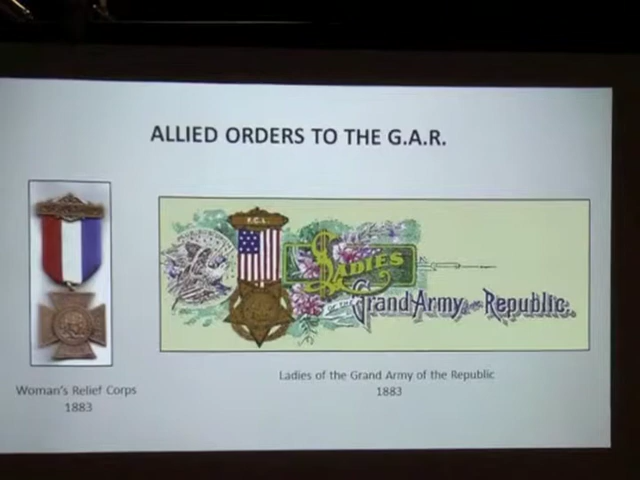 ALLIED ORDERS TO THE G.A.R.
F.C.L.
LADIES
OF THE
Grand Army OF THE Republic.
Woman's Relief Corps
1883
Ladies of the Grand Army of the Republic
1883